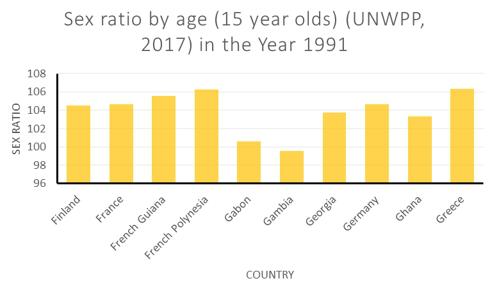 Sex ratio by age (15 year olds) (UNWPP,
2017) in the Year 1991
SEX RATIO
108
106
104
102
100
98
96
Finland
France
French Guiana
French Polynesia
Gabon
Gambia
Georgia
Germany
Ghana
Greece
COUNTRY